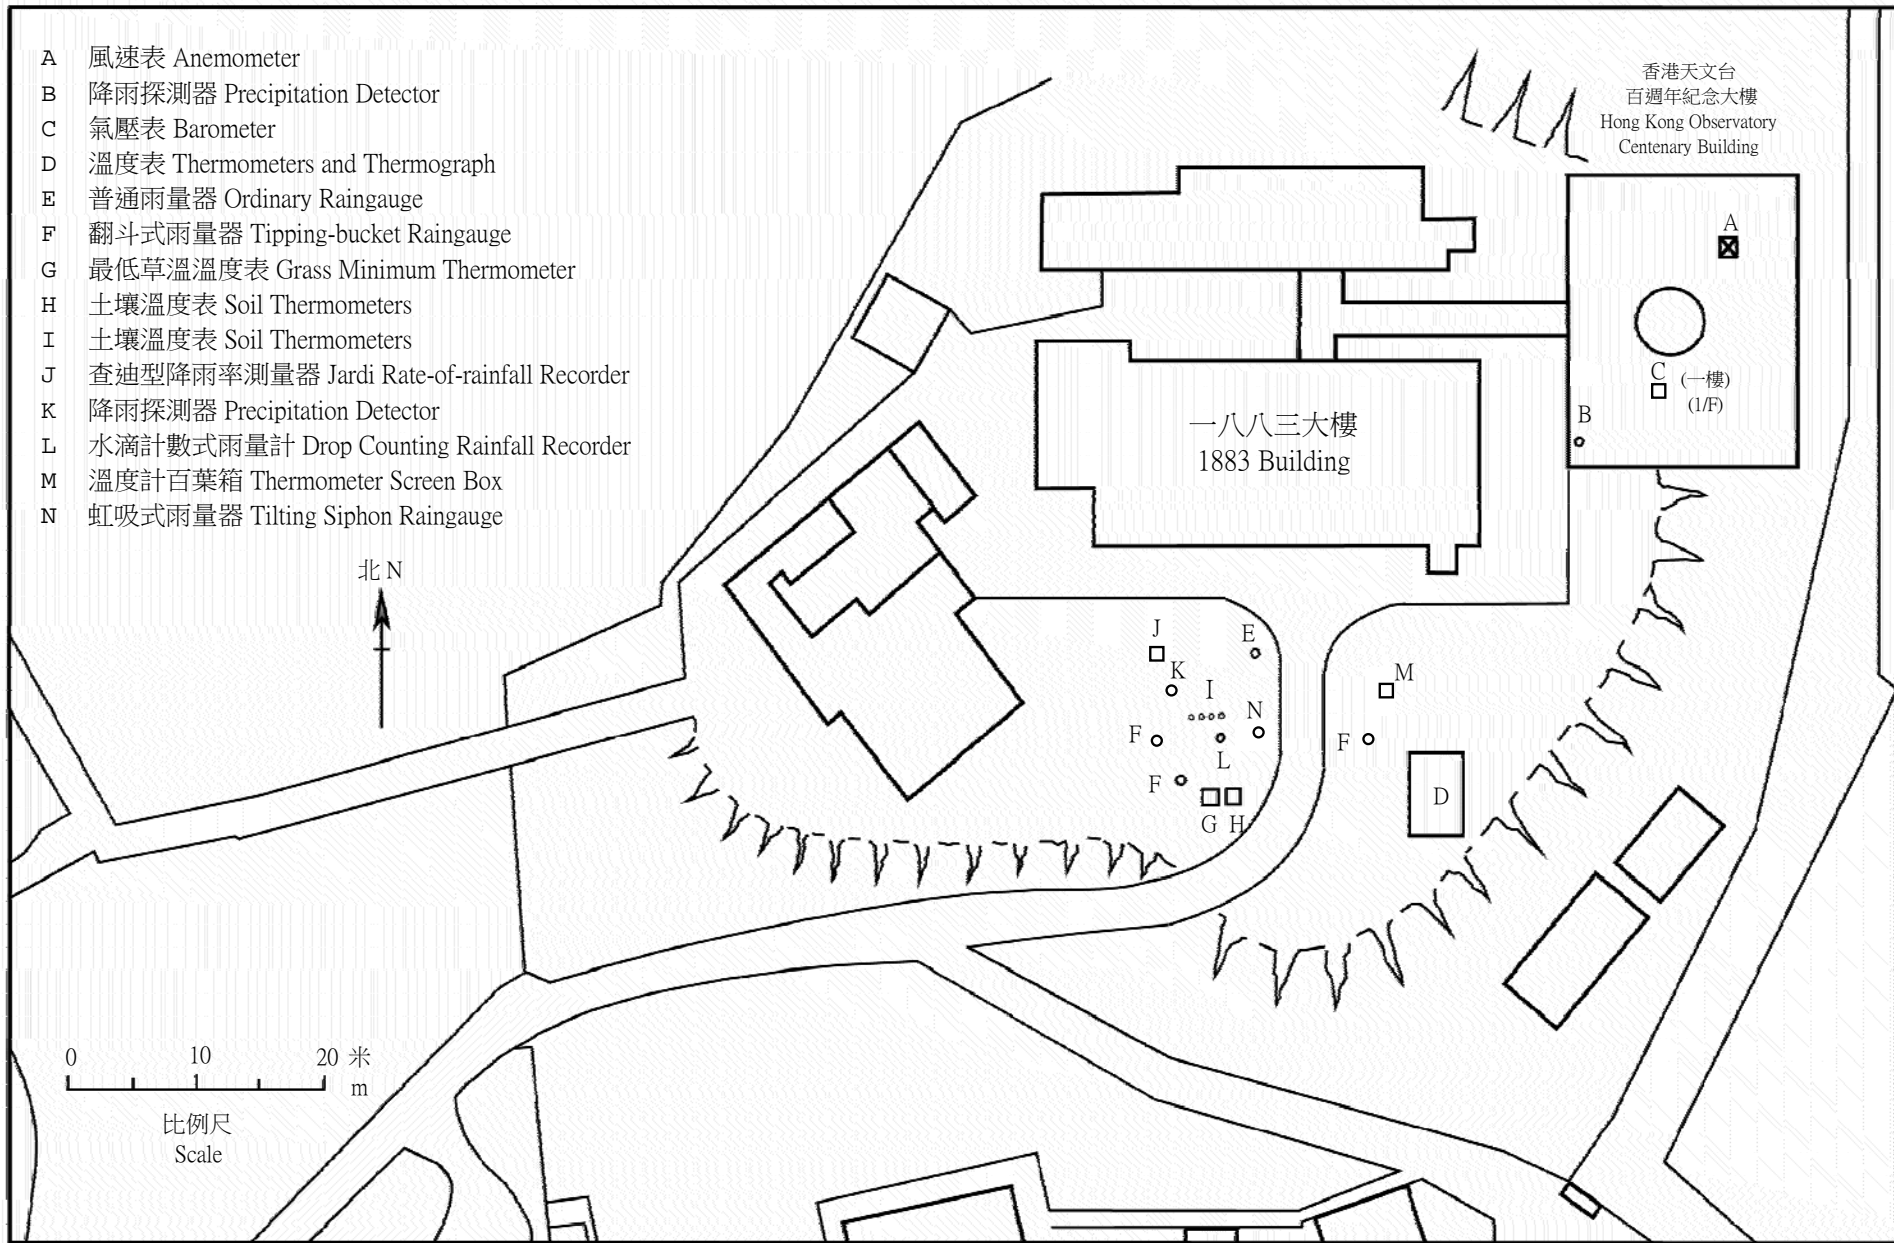 A 風速表 Anemometer
B 降雨探測器 Precipitation Detector
C 氣壓表 Barometer
D 溫度表 Thermometers and Thermograph
E 普通雨量器 Ordinary Raingauge
F 翻斗式雨量器 Tipping-bucket Raingauge
G 最低草溫溫度表 Grass Minimum Thermometer
H 土壤溫度表 Soil Thermometers
I 土壤溫度表 Soil Thermometers
J 查迪型降雨率測量器 Jardi Rate-of-rainfall Recorder
K 降雨探測器 Precipitation Detector
L 水滴計數式雨量計 Drop Counting Rainfall Recorder
M 溫度計百葉箱 Thermometer Screen Box
N 虹吸式雨量器 Tilting Siphon Raingauge
香港天文台
百週年紀念大樓
Hong Kong Observatory
Centenary Building
A
C (一樓)
(1/F)
B
一八八三大樓
1883 Building
北 N
J
E
K
I
M
N
F
F
L
F
D
G H
0 10 20 米
m
比例尺
Scale